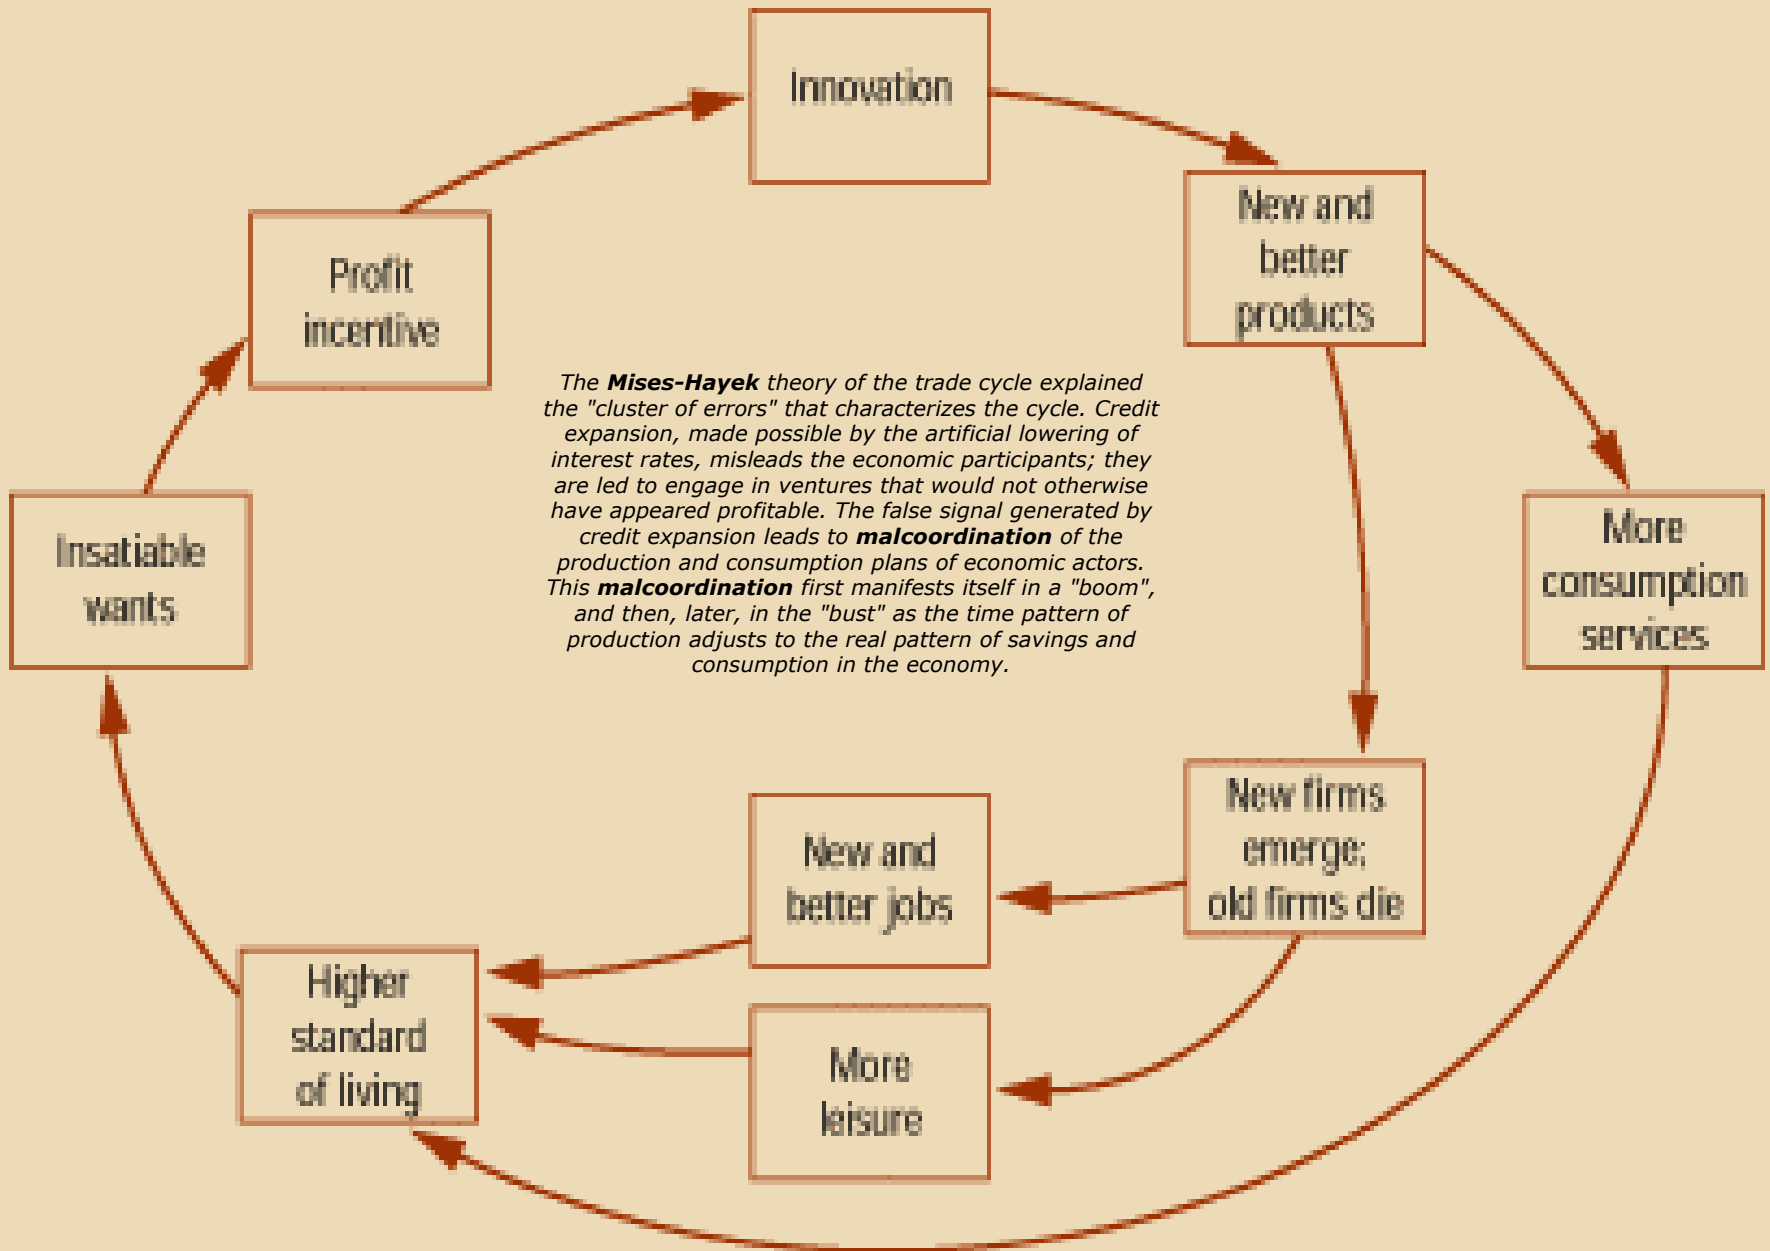 Innovation
New and
better
products
Profit
incentive
The Mises-Hayek theory of the trade cycle explained
the "cluster of errors" that characterizes the cycle. Credit
expansion, made possible by the artificial lowering of
interest rates, misleads the economic participants; they
are led to engage in ventures that would not otherwise
have appeared profitable. The false signal generated by
credit expansion leads to malcoordination of the
production and consumption plans of economic actors.
This malcoordination first manifests itself in a "boom",
and then, later, in the "bust" as the time pattern of
production adjusts to the real pattern of savings and
consumption in the economy.
Insatiable
wants
More
consumption
services
New firms
emerge;
old firms die
New and
better jobs
Higher
standard
of living
More
leisure